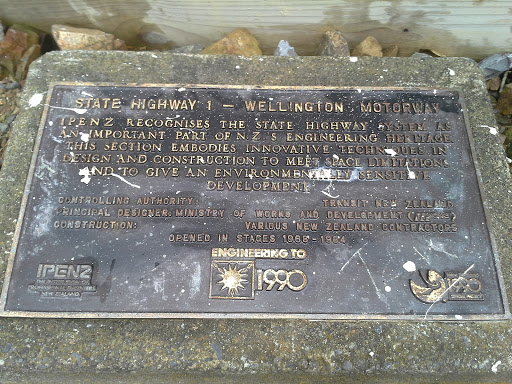 STATE HIGHWAY 1 - WELLINGTON MOTORWAY
IPENZ RECOGNISES THE STATE HIGHWAY SYSTEM AS
AN IMPORTANT PART OF N.Z'S ENGINEERING HERITAGE
THIS SECTION EMBODIES INNOVATIVE TECHNIQUES IN
DESIGN AND CONSTRUCTION TO MEET SPACE LIMITATIONS
AND TO GIVE AN ENVIRONMENTALLY SENSITIVE
DEVELOPMENT
CONTROLLING AUTHORITY: TRANSIT NEW ZEALAND
PRINCIPAL DESIGNER: MINISTRY OF WORKS AND DEVELOPMENT
CONSTRUCTION: VARIOUS NEW ZEALAND CONTRACTORS
OPENED IN STAGES
ENGINEERING TO
1990
IPENZ
NEW ZEALAND
1990